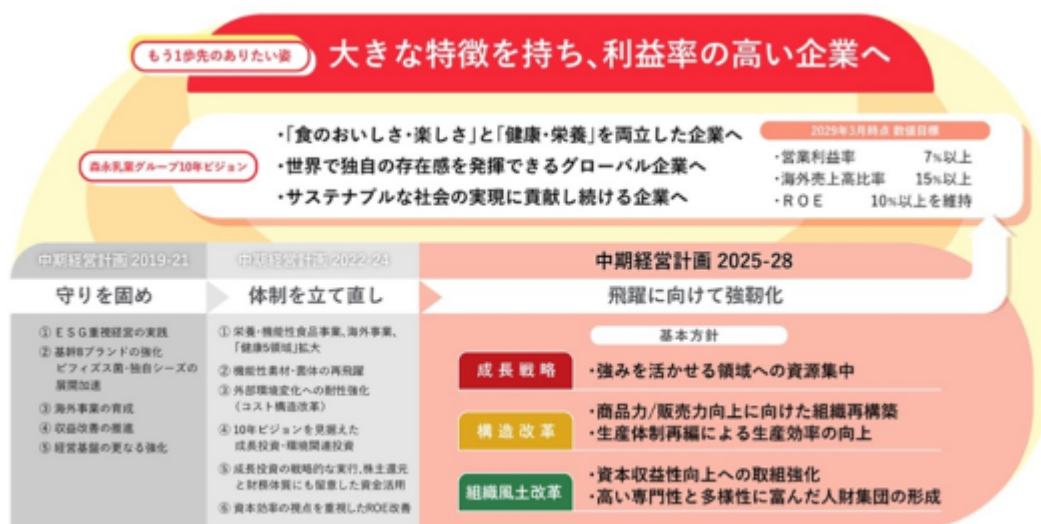 もう1歩先のありたい姿
大きな特徴を持ち、利益率の高い企業へ
森永乳業グループ10年ビジョン
・「食のおいしさ・楽しさ」と「健康・栄養」を両立した企業へ
・世界で独自の存在感を発揮できるグローバル企業へ
・サステナブルな社会の実現に貢献し続ける企業へ
2029年3月時点 数値目標
・営業利益率 7%以上
・海外売上高比率 15%以上
・ROE 10%以上を維持
中期経営計画 2019-21
守りを固め
① ESG重視経営の実践
② 基幹8ブランドの強化
ビフィズス菌・独自シーズの
展開加速
③ 海外事業の育成
④ 収益改善の推進
⑤ 経営基盤の更なる強化
中期経営計画 2022-24
体制を立て直し
① 栄養・機能性食品事業、海外事業、
「健康5領域」拡大
② 機能性素材・菌体の再飛躍
③ 外部環境変化への耐性強化
（コスト構造改革）
④ 10年ビジョンを見据えた
成長投資・環境関連投資
⑤ 成長投資の戦略的な実行、株主還元
と財務体質にも留意した資金活用
⑥ 資本効率の視点を重視したROE改善
中期経営計画 2025-28
飛躍に向けて強靭化
基本方針
成長戦略
・強みを活かせる領域への資源集中
構造改革
・商品力/販売力向上に向けた組織再構築
・生産体制再編による生産効率の向上
組織風土改革
・資本収益性向上への取組強化
・高い専門性と多様性に富んだ人財集団の形成